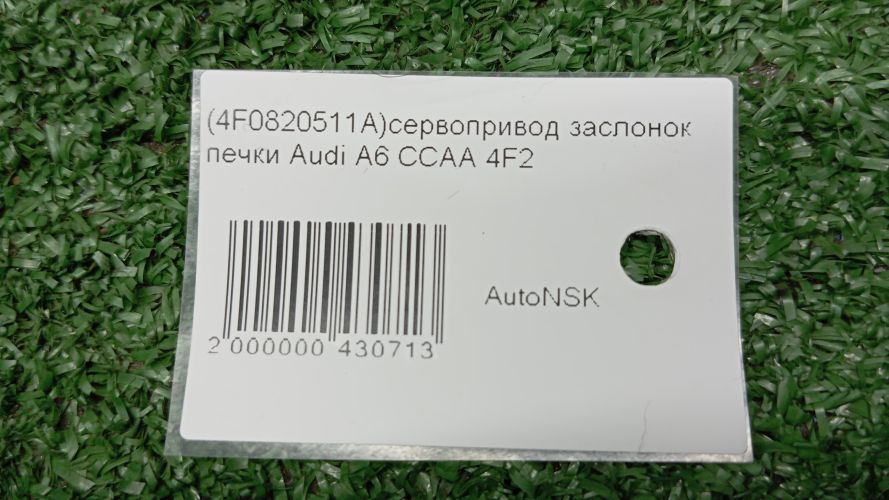 (4F0820511A)сервопривод заслонок
печки Audi A6 CCAA 4F2
AutoNSK
2 000000 430713